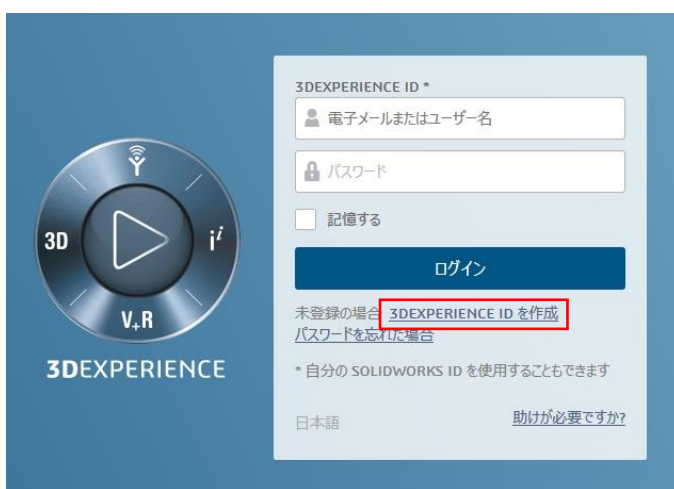 3DEXPERIENCE ID *
電子メールまたはユーザー名
パスワード
記憶する
ログイン
未登録の場合 3DEXPERIENCE ID を作成
パスワードを忘れた場合
* 自分の SOLIDWORKS ID を使用することもできます
日本語
助けが必要ですか?
3D
iⁱ
V+R
3DEXPERIENCE